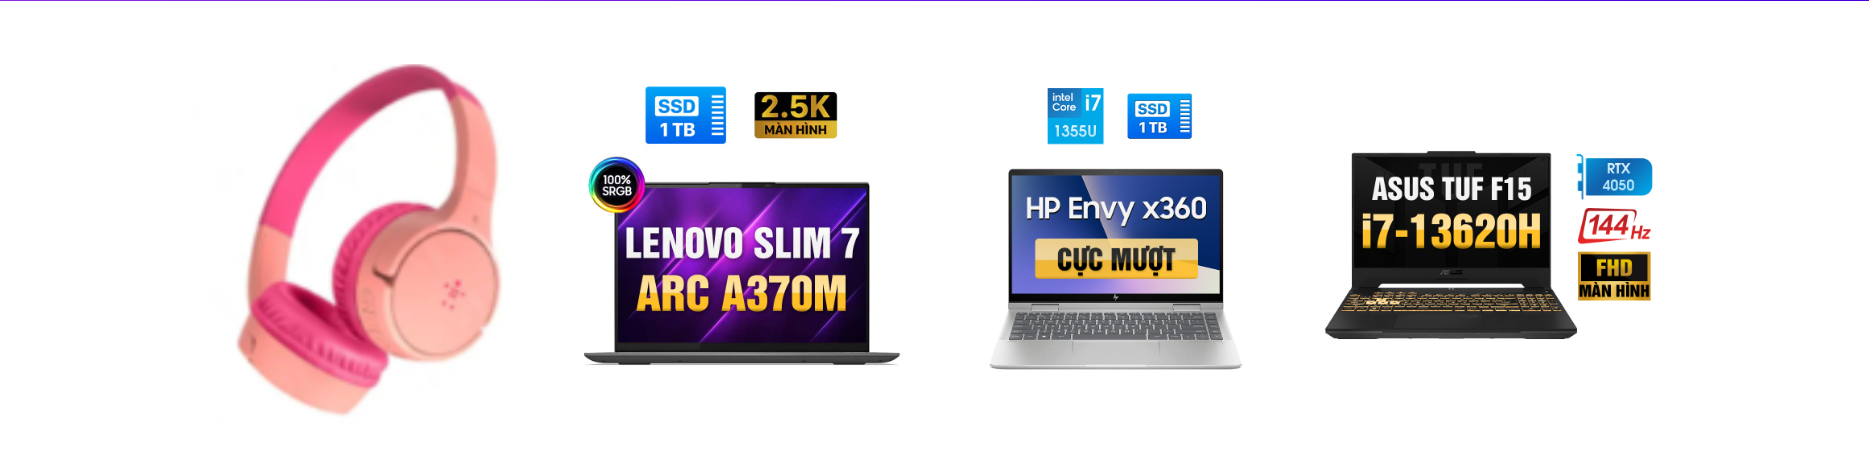 SSD
1 TB
2.5K
MÀN HÌNH
100%
SRGB
LENOVO SLIM 7
ARC A370M
intel
Core i7
1355U
SSD
1 TB
HP Envy x360
CỰC MƯỢT
hp
ASUS TUF F15
i7-13620H
RTX
4050
144Hz
FHD
MÀN HÌNH